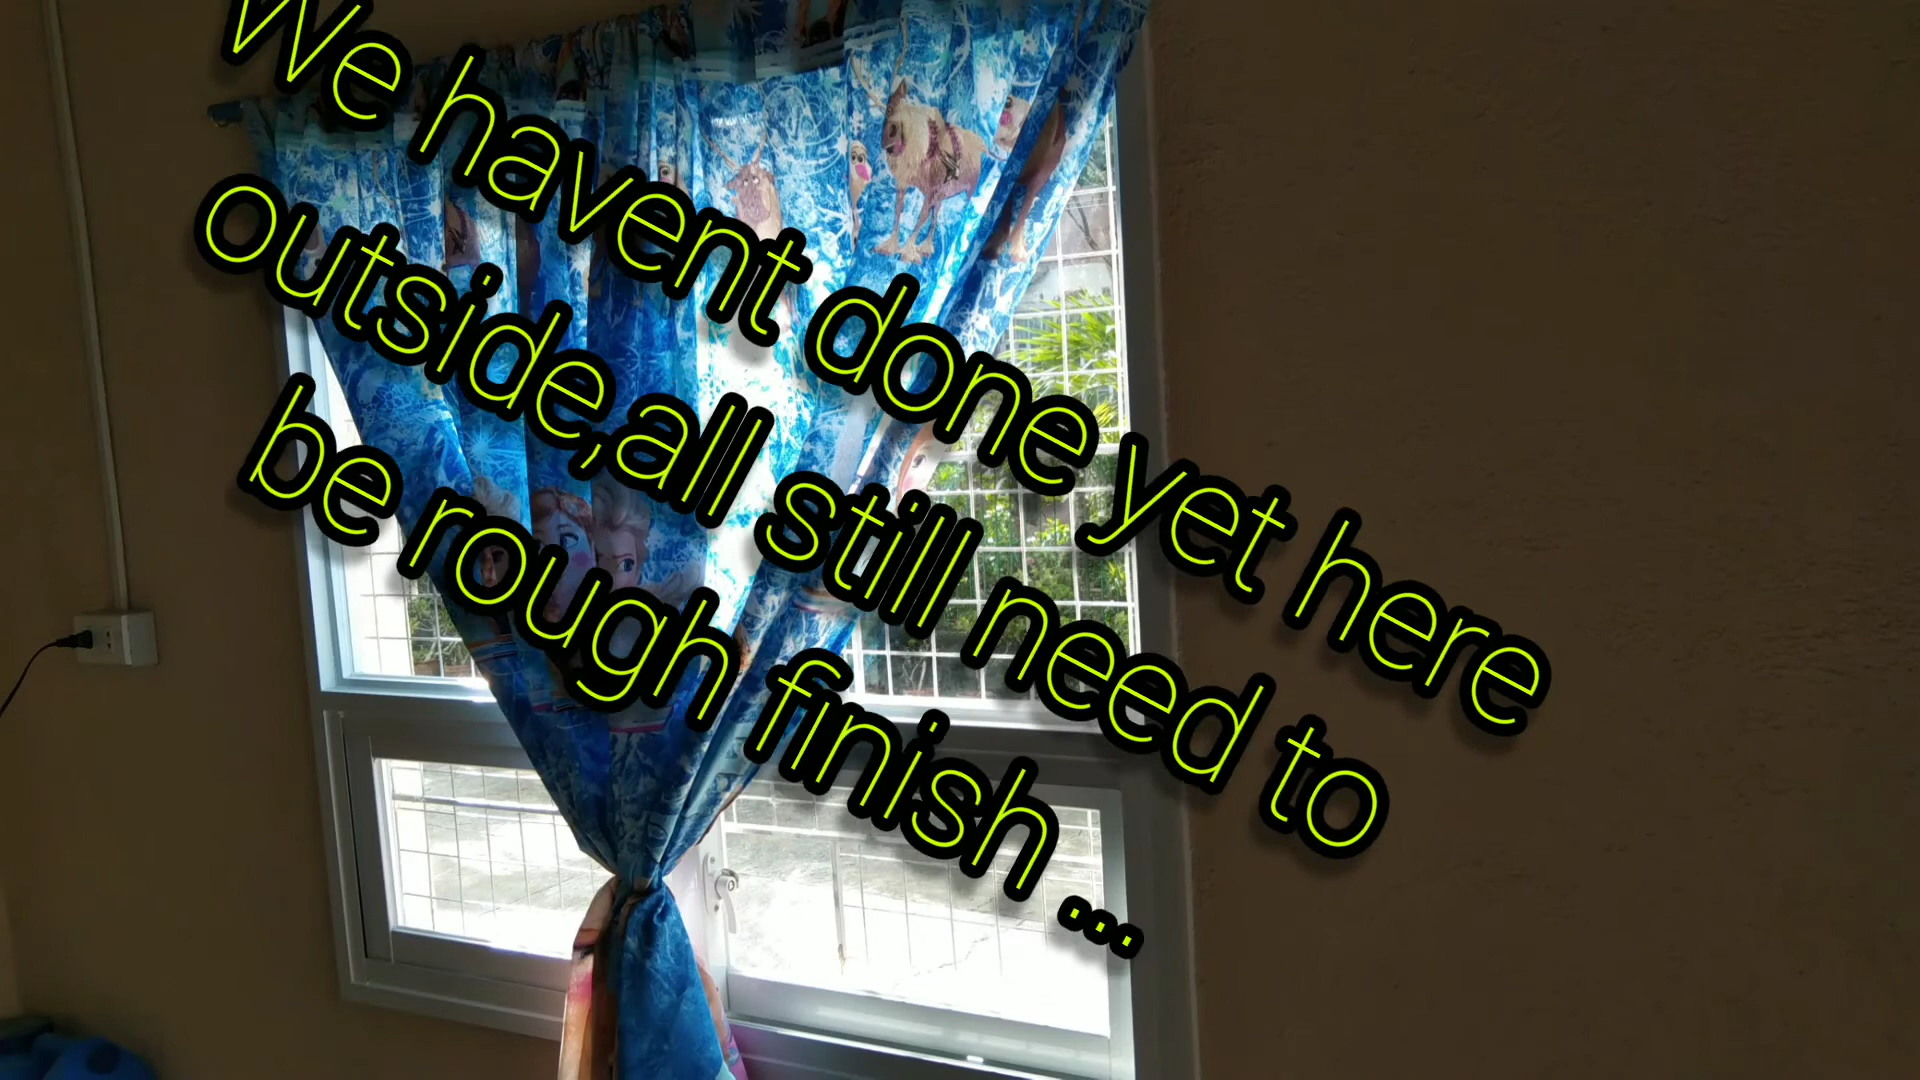 We havent done yet here
outside,all still need to
be rough finish ...